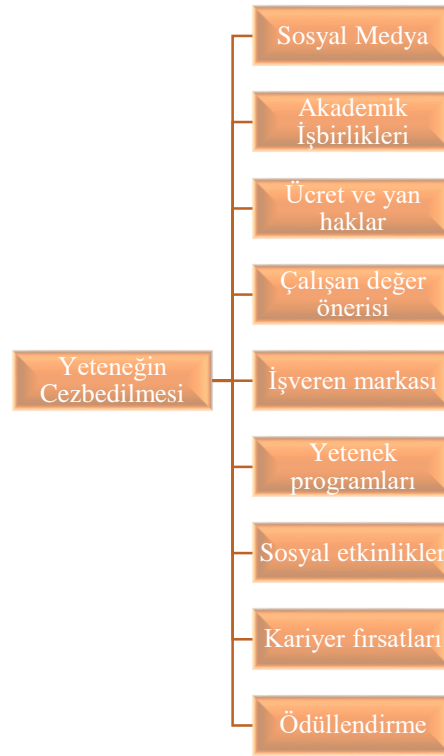 Sosyal Medya
Akademik
İşbirlikleri
Ücret ve yan
haklar
Çalışan değer
önerisi
Yeteneğin
Cezbedilmesi
İşveren markası
Yetenek
programları
Sosyal etkinlikler
Kariyer fırsatları
Ödüllendirme